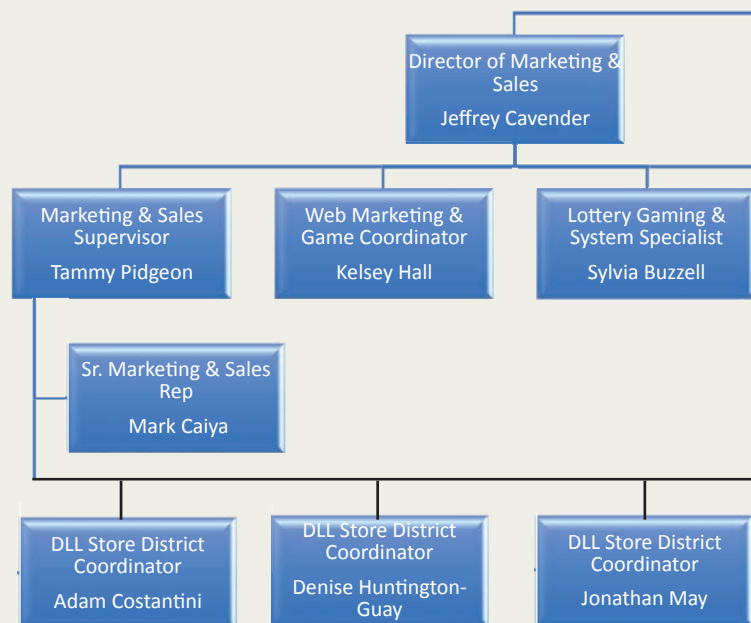 Director of Marketing &
Sales
Jeffrey Cavender
Marketing & Sales
Supervisor
Tammy Pidgeon
Web Marketing &
Game Coordinator
Kelsey Hall
Lottery Gaming &
System Specialist
Sylvia Buzzell
Sr. Marketing & Sales
Rep
Mark Caiya
DLL Store District
Coordinator
Adam Costantini
DLL Store District
Coordinator
Denise Huntington-
Guay
DLL Store District
Coordinator
Jonathan May